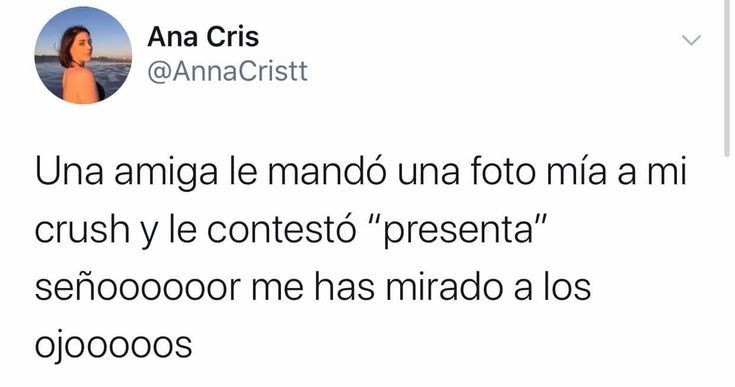 Ana Cris
@AnnaCristt
Una amiga le mandó una foto mía a mi
crush y le contestó “presenta”
señoooooor me has mirado a los
ojooooos